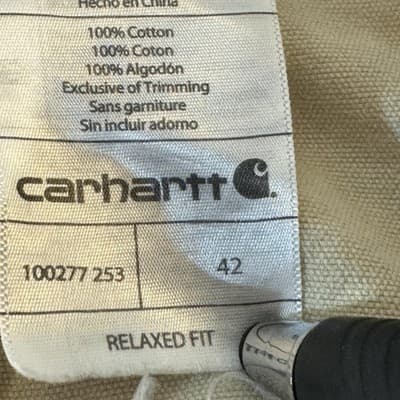 Hecho en China
100% Cotton
100% Coton
100% Algodón
Exclusive of Trimming
Sans garniture
Sin incluir adorno
carhartt
100277 253
42
RELAXED FIT